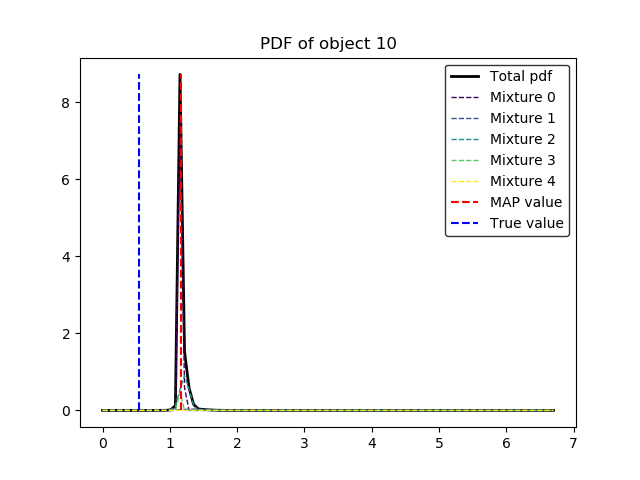 PDF of object 10
Total pdf
Mixture 0
Mixture 1
Mixture 2
Mixture 3
Mixture 4
MAP value
True value
8
6
4
2
0
0 1 2 3 4 5 6 7